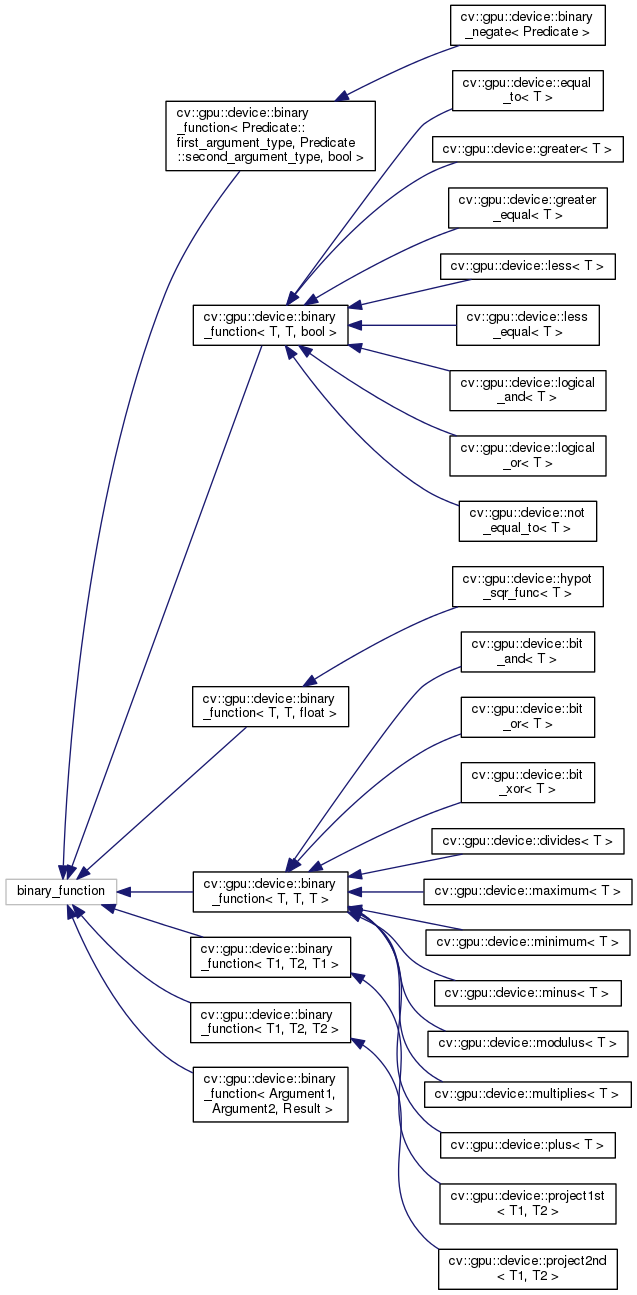 cv::gpu::device::binary
_negate< Predicate >
cv::gpu::device::equal
_to< T >
cv::gpu::device::binary
_function< Predicate::
first_argument_type, Predicate
::second_argument_type, bool >
cv::gpu::device::greater< T >
cv::gpu::device::greater
_equal< T >
cv::gpu::device::less< T >
cv::gpu::device::binary
_function< T, T, bool >
cv::gpu::device::less
_equal< T >
cv::gpu::device::logical
_and< T >
cv::gpu::device::logical
_or< T >
cv::gpu::device::not
_equal_to< T >
cv::gpu::device::hypot
_sqr_func< T >
cv::gpu::device::bit
_and< T >
cv::gpu::device::binary
_function< T, T, float >
cv::gpu::device::bit
_or< T >
cv::gpu::device::bit
_xor< T >
cv::gpu::device::divides< T >
binary_function
cv::gpu::device::binary
_function< T, T, T >
cv::gpu::device::maximum< T >
cv::gpu::device::minimum< T >
cv::gpu::device::binary
_function< T1, T2, T1 >
cv::gpu::device::minus< T >
cv::gpu::device::binary
_function< T1, T2, T2 >
cv::gpu::device::modulus< T >
cv::gpu::device::binary
_function< Argument1,
Argument2, Result >
cv::gpu::device::multiplies< T >
cv::gpu::device::plus< T >
cv::gpu::device::project1st
< T1, T2 >
cv::gpu::device::project2nd
< T1, T2 >